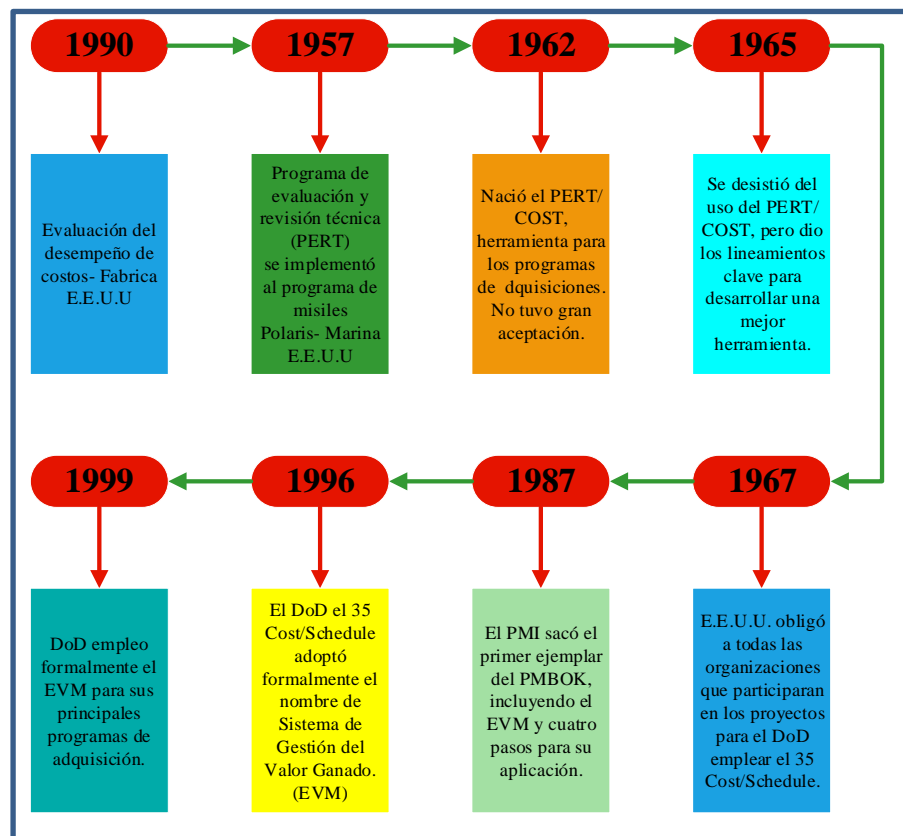 1990
1957
1962
1965
Evaluación del
desempeño de
costos- Fabrica
E.E.U.U
Programa de
evaluación y
revisión técnica
(PERT)
se implementó
al programa de
misiles
Polaris- Marina
E.E.U.U
Nació el PERT/
COST,
herramienta para
los programas
de dquisiciones.
No tuvo gran
aceptación.
Se desistió del
uso del PERT/
COST, pero dio
los lineamientos
clave para
desarrollar una
mejor
herramienta.
1967
1987
1996
1999
E.E.U.U. obligó
a todas las
organizaciones
que participaran
en los proyectos
para el DoD
emplear el 35
Cost/Schedule.
El PMI sacó el
primer ejemplar
del PMBOK,
incluyendo el
EVM y cuatro
pasos para su
aplicación.
El DoD el 35
Cost/Schedule
adoptó
formalmente el
nombre de
Sistema de
Gestión del
Valor Ganado.
(EVM)
DoD empleo
formalmente el
EVM para sus
principales
programas de
adquisición.